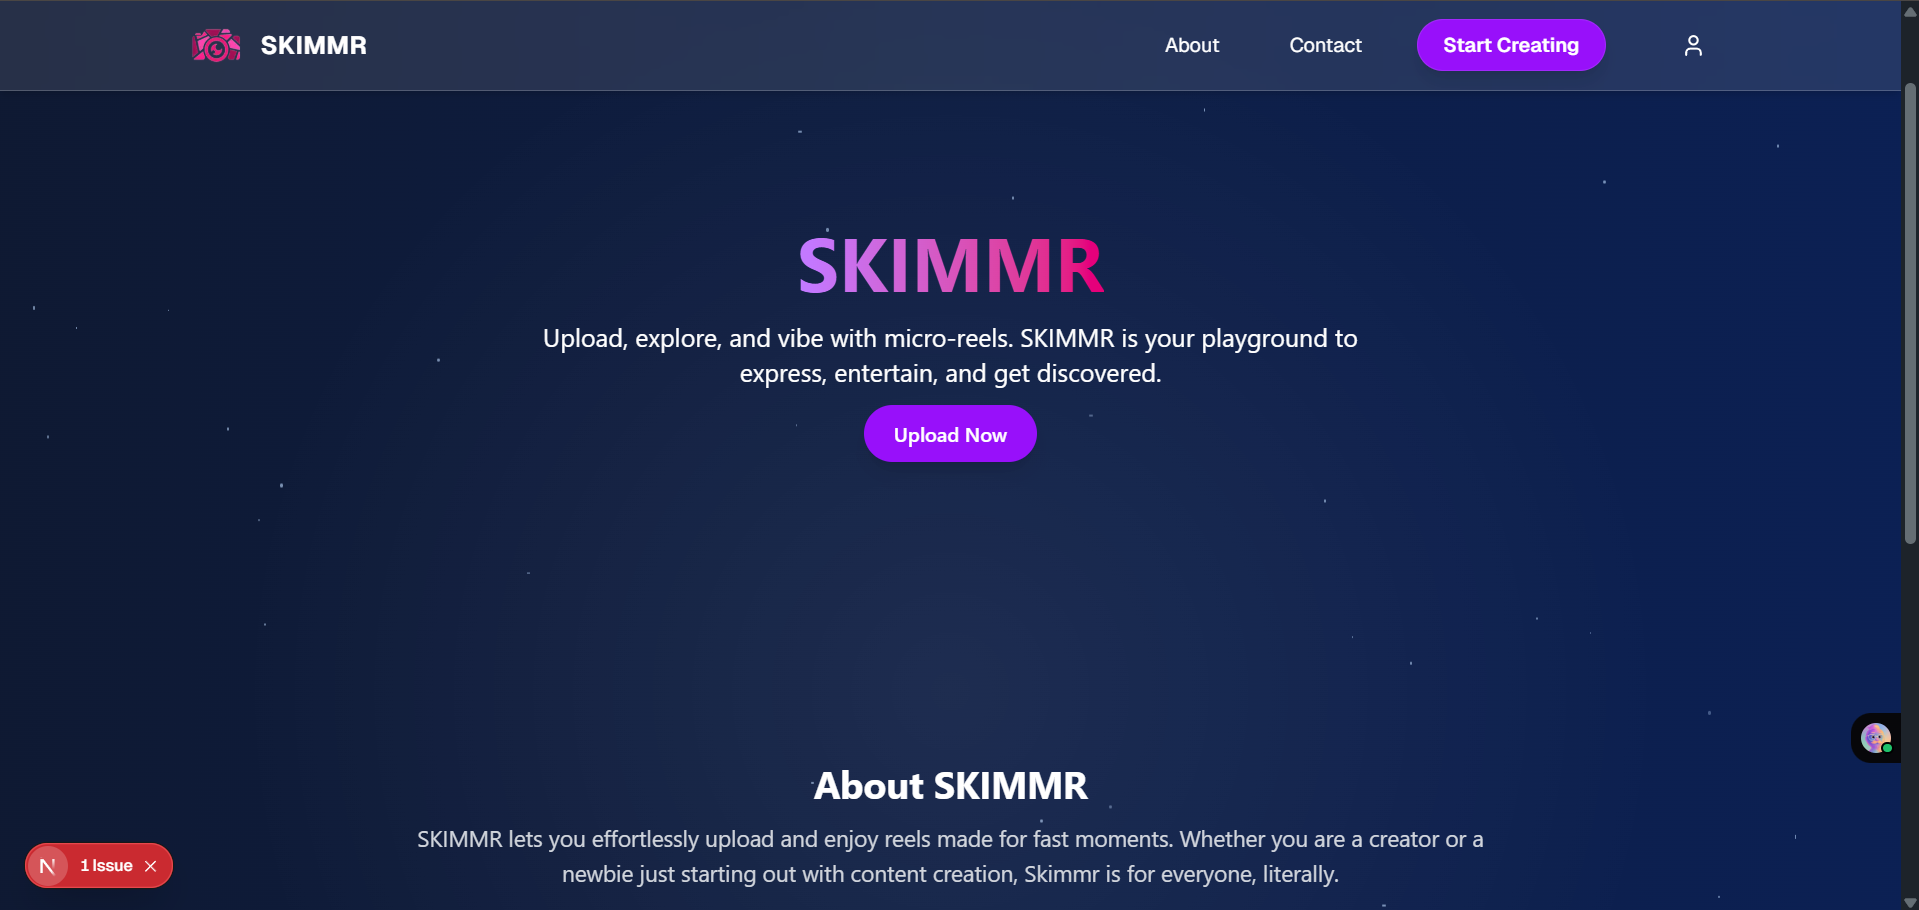 SKIMMR
About
Contact
Start Creating
SKIMMR
Upload, explore, and vibe with micro-reels. SKIMMR is your playground to
express, entertain, and get discovered.
Upload Now
About SKIMMR
SKIMMR lets you effortlessly upload and enjoy reels made for fast moments. Whether you are a creator or a
newbie just starting out with content creation, Skimmr is for everyone, literally.
N
1 Issue